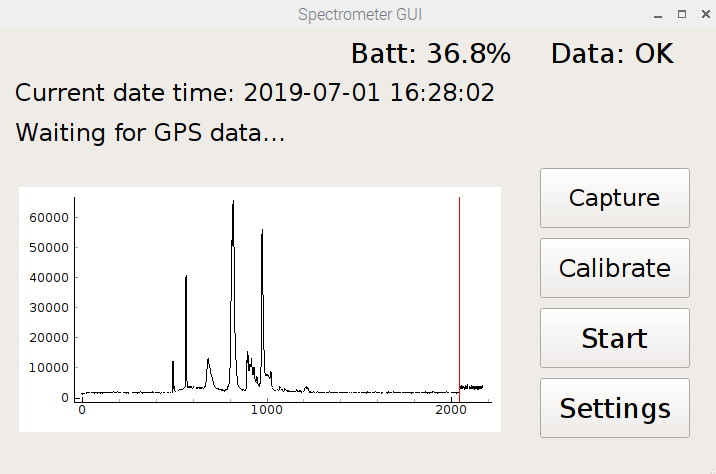 Spectrometer GUI
Batt: 36.8% Data: OK
Current date time: 2019-07-01 16:28:02
Waiting for GPS data...
60000
50000
40000
30000
20000
10000
0
0 1000 2000
Capture
Calibrate
Start
Settings